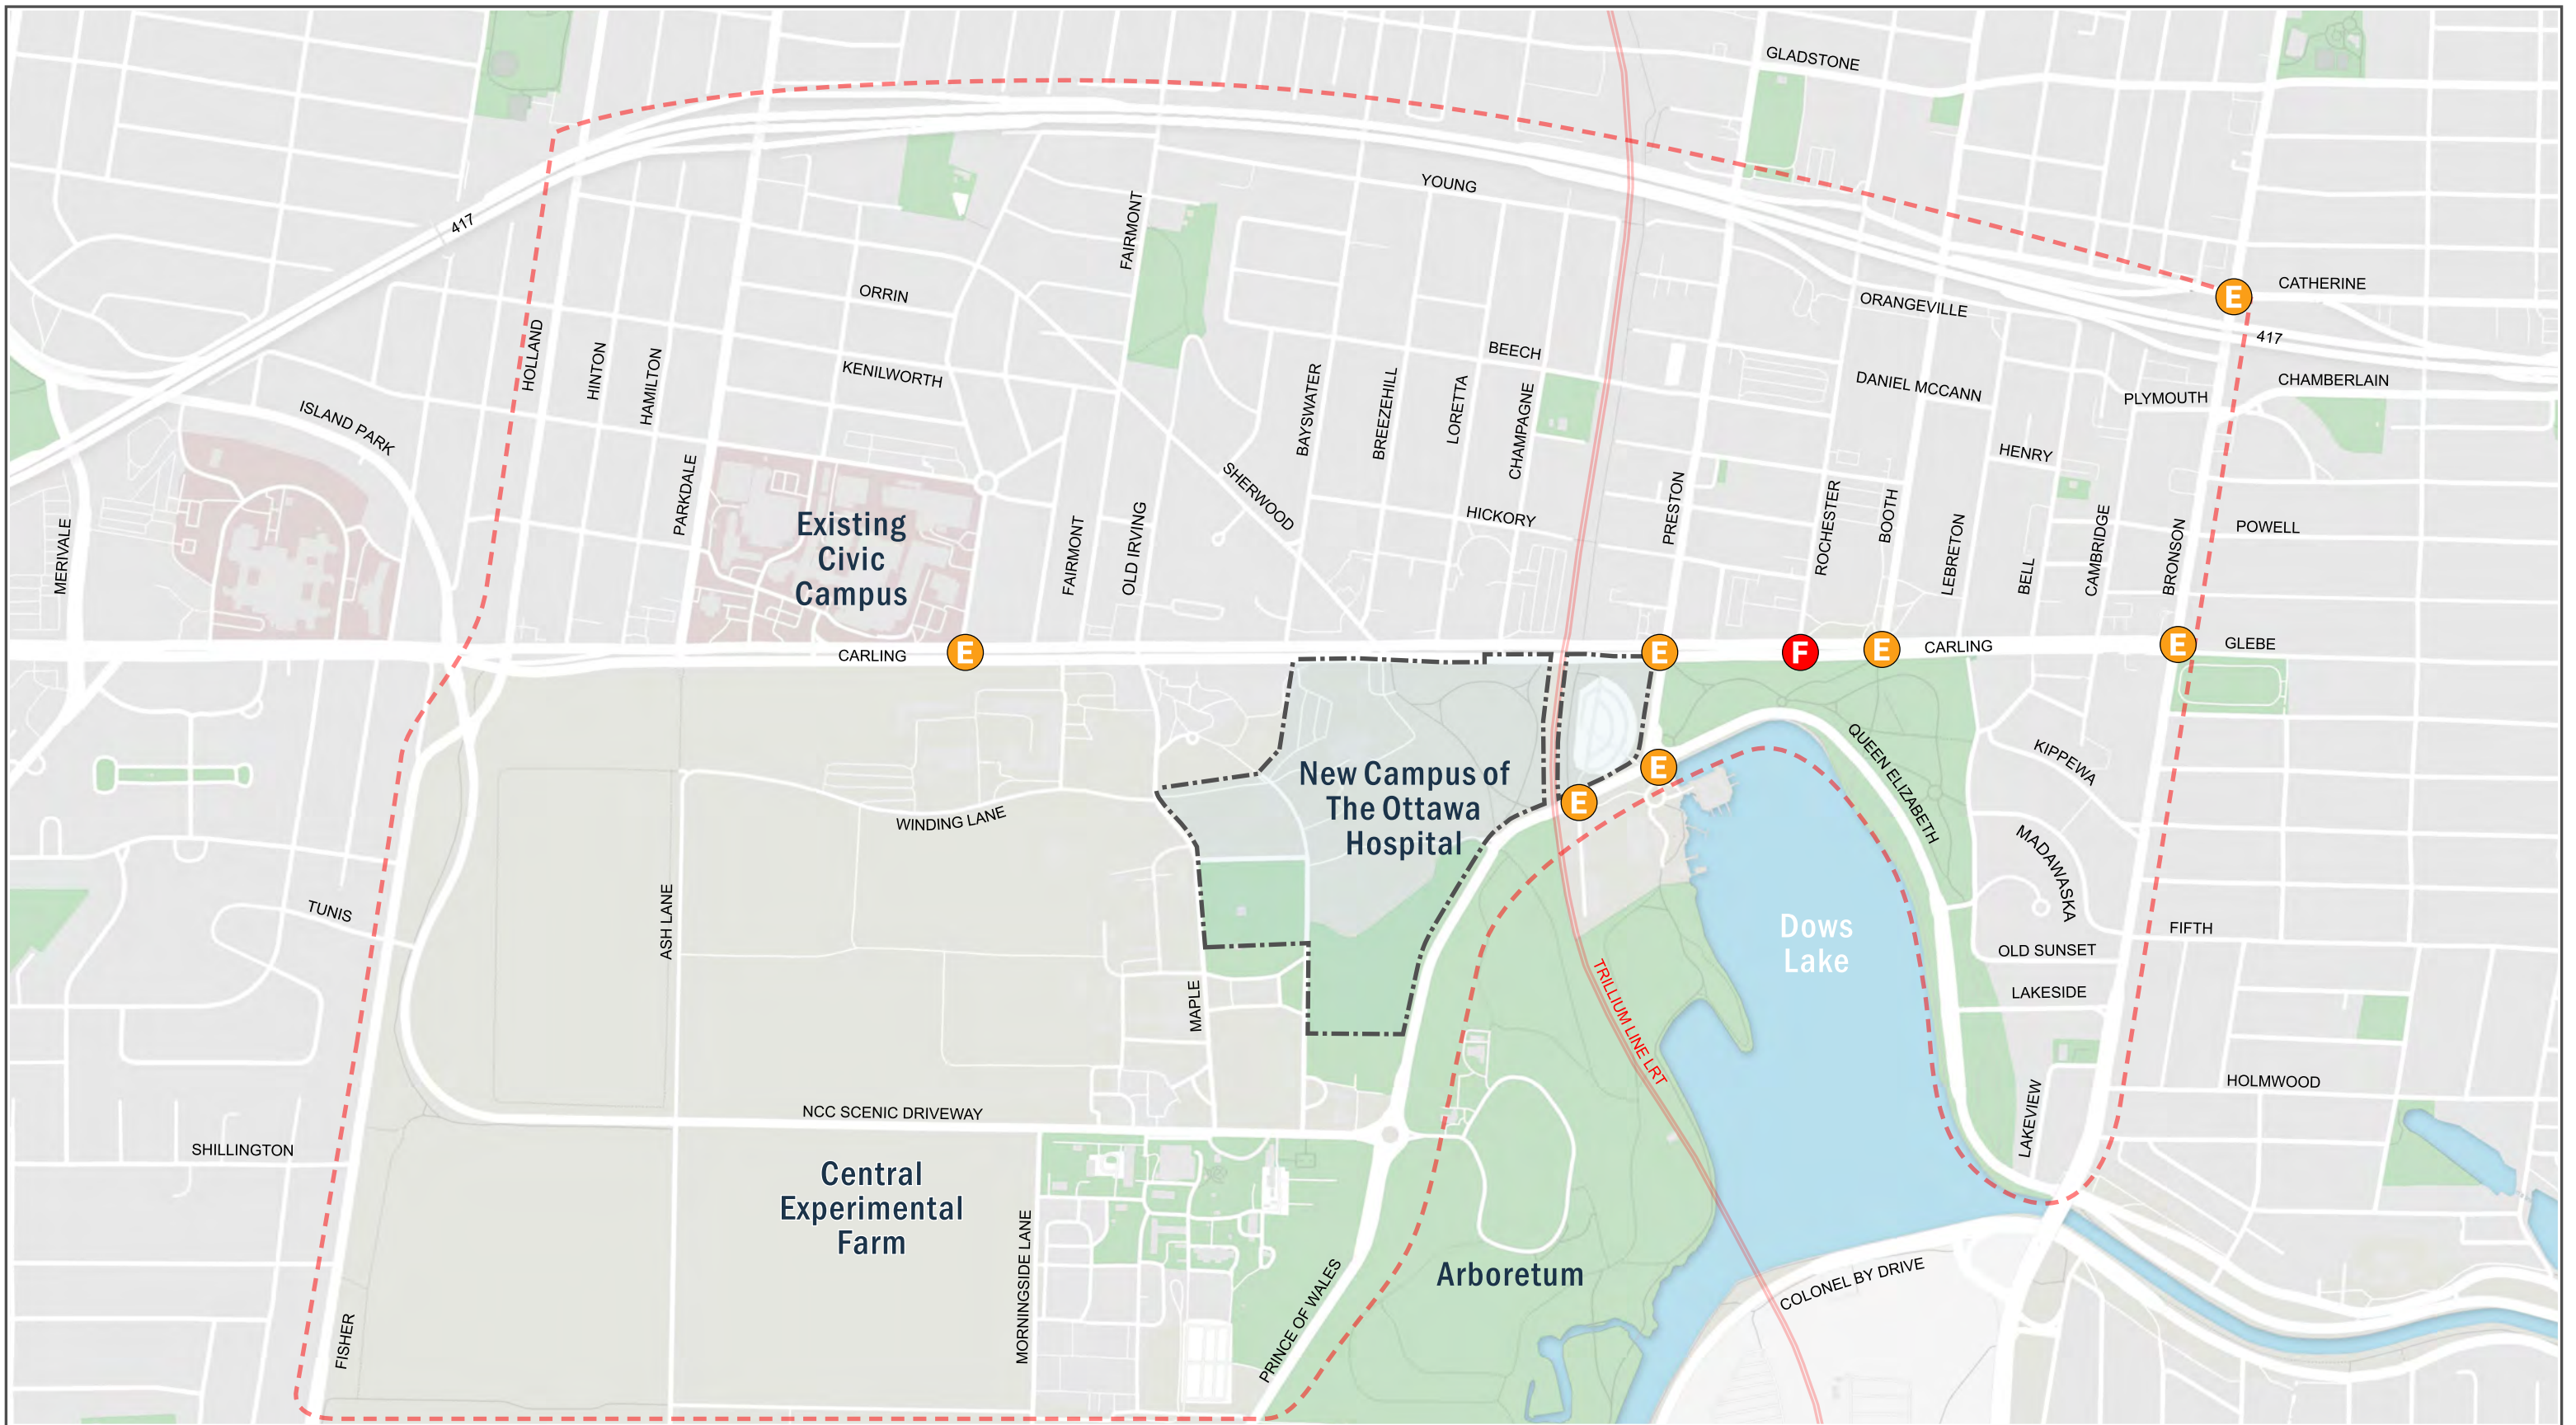 GLADSTONE
417
YOUNG
FAIRMONT
ORRIN
CATHERINE
E
ORANGEVILLE
417
HOLLAND
HINTON
HAMILTON
KENILWORTH
BEECH
DANIEL MCCANN
PLYMOUTH
CHAMBERLAIN
ISLAND PARK
BAYSWATER
BREEZEHILL
LORETTA
CHAMPAGNE
HENRY
PARKDALE
SHERWOOD
HICKORY
PRESTON
ROCHESTER
BOOTH
LEBRETON
BELL
CAMBRIDGE
BRONSON
POWELL
MERIVALE
Existing
Civic
Campus
FAIRMONT
OLD IRVING
CARLING
E
E
F
E
CARLING
E
GLEBE
QUEEN ELIZABETH
KIPPEWA
E
E
New Campus of
The Ottawa
Hospital
WINDING LANE
MADAWASKA
TUNIS
ASH LANE
Dows
Lake
FIFTH
OLD SUNSET
LAKESIDE
MAPLE
TRILLIUM LINE LRT
HOLMWOOD
LAKEVIEW
NCC SCENIC DRIVEWAY
SHILLINGTON
Central
Experimental
Farm
MORNINGSIDE LANE
PRINCE OF WALES
Arboretum
COLONEL BY DRIVE
FISHER